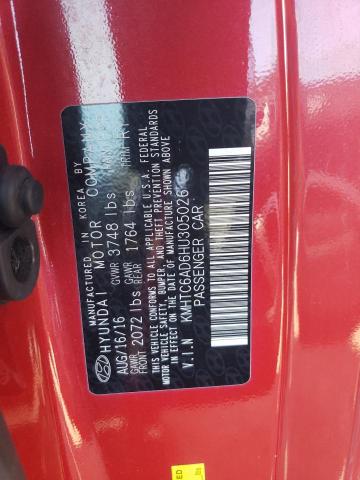 MANUFACTURED IN KOREA BY
HYUNDAI MOTOR COMPANY
AUG/16/16 GVWR 3748 lbs
GAWR FRONT 2072 lbs GAWR REAR 1764 lbs TRIM RY
THIS VEHICLE CONFORMS TO ALL APPLICABLE U.S.A. FEDERAL
MOTOR VEHICLE SAFETY, BUMPER, AND THEFT PREVENTION STANDARDS
IN EFFECT ON THE DATE OF MANUFACTURE SHOWN ABOVE.
V.I.N KMHTC6AD6HU305026
PASSENGER CAR